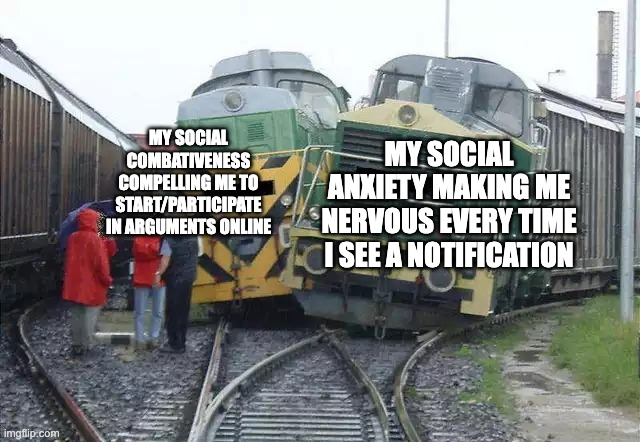 MY SOCIAL
COMBATIVENESS
COMPELLING ME TO
START/PARTICIPATE
IN ARGUMENTS ONLINE
MY SOCIAL
ANXIETY MAKING ME
NERVOUS EVERY TIME
I SEE A NOTIFICATION
imgflip.com